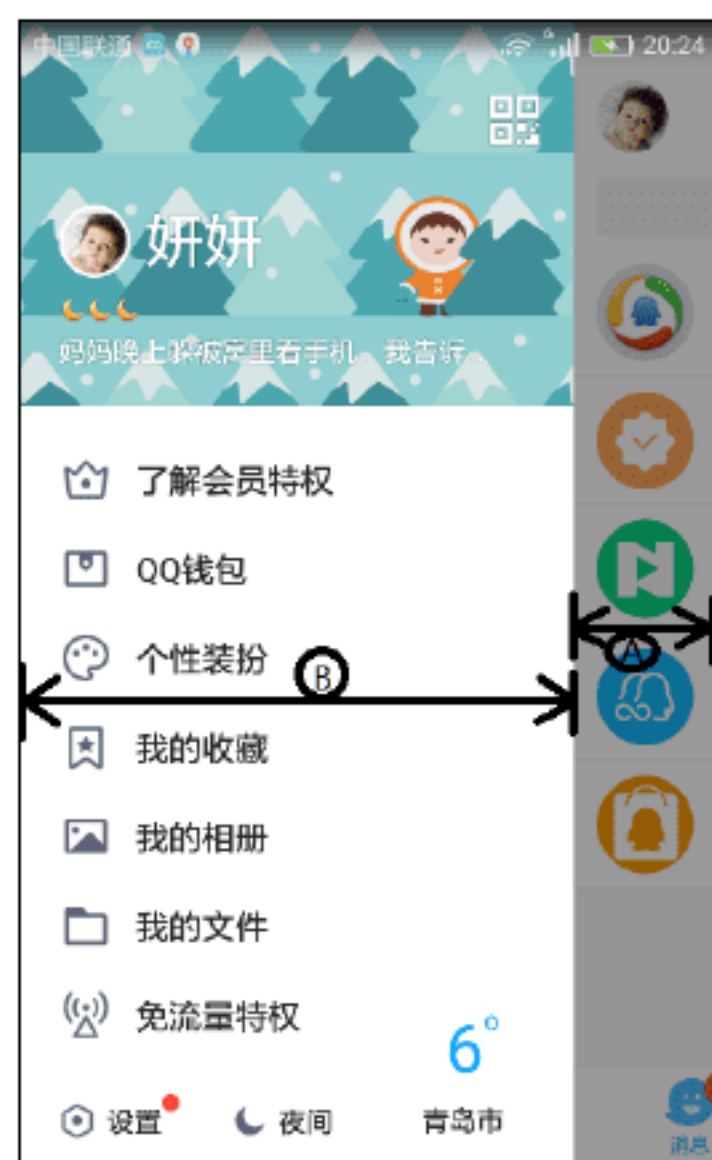 中国联通 20:24
妍妍
妈妈晚上躲被窝里看手机，我告诉...
了解会员特权
QQ钱包
A
个性装扮
B
我的收藏
我的相册
我的文件
免流量特权
6°
设置 夜间 青岛市
消息